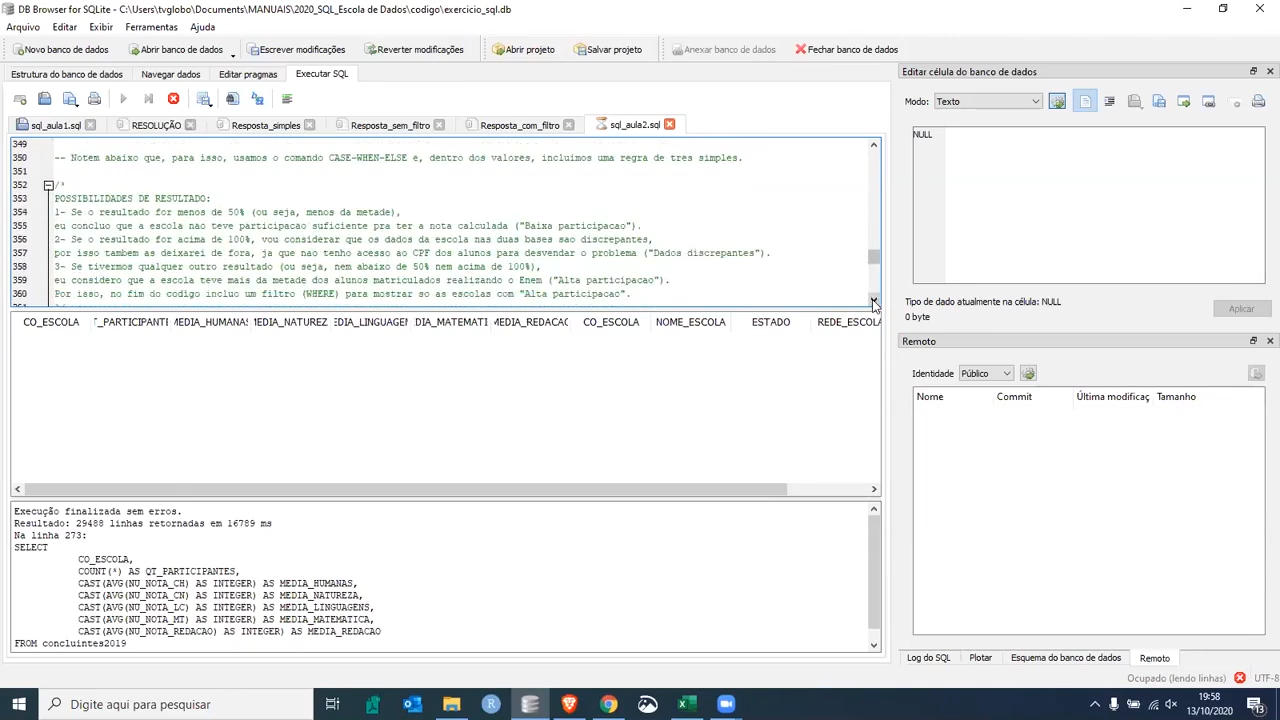 DB Browser for SQLite - C:\Users\tvglobo\Documents\MANUAIS\2020_SQL_Escola de Dados\codigo\exercicio_sql.db
Arquivo Editar Exibir Ferramentas Ajuda
Novo banco de dados Abrir banco de dados Escrever modificações Reverter modificações Abrir projeto Salvar projeto Anexar banco de dados Fechar banco de dados
Estrutura do banco de dados Navegar dados Editar pragmas Executar SQL
sql_aula1.sql RESOLUÇÃO Resposta_simples Resposta_sem_filtro Resposta_com_filtro sql_aula2.sql
349
350 -- Notem abaixo que, para isso, usamos o comando CASE-WHEN-ELSE e, dentro dos valores, incluimos uma regra de tres simples.
351
352 /*
353 POSSIBILIDADES DE RESULTADO:
354 1- Se o resultado for menos de 50% (ou seja, menos da metade),
355 eu concluo que a escola nao teve participacao suficiente pra ter a nota calculada ("Baixa participacao").
356 2- Se o resultado for acima de 100%, vou considerar que os dados da escola nas duas bases sao discrepantes,
357 por isso tambem as deixarei de fora, ja que nao tenho acesso ao CPF dos alunos para desvendar o problema ("Dados discrepantes").
358 3- Se tivermos qualquer outro resultado (ou seja, nem abaixo de 50% nem acima de 100%),
359 eu considero que a escola teve mais da metade dos alunos matriculados realizando o Enem ("Alta participacao").
360 Por isso, no fim do codigo incluo um filtro (WHERE) para mostrar so as escolas com "Alta participacao".
CO_ESCOLA T_PARTICIPANTE MEDIA_HUMANAS MEDIA_NATUREZ EDIA_LINGUAGEN DIA_MATEMATI MEDIA_REDACAO CO_ESCOLA NOME_ESCOLA ESTADO REDE_ESCOLA
Execução finalizada sem erros.
Resultado: 29488 linhas retornadas em 16789 ms
Na linha 273:
SELECT
CO_ESCOLA,
COUNT(*) AS QT_PARTICIPANTES,
CAST(AVG(NU_NOTA_CH) AS INTEGER) AS MEDIA_HUMANAS,
CAST(AVG(NU_NOTA_CN) AS INTEGER) AS MEDIA_NATUREZA,
CAST(AVG(NU_NOTA_LC) AS INTEGER) AS MEDIA_LINGUAGENS,
CAST(AVG(NU_NOTA_MT) AS INTEGER) AS MEDIA_MATEMATICA,
CAST(AVG(NU_NOTA_REDACAO) AS INTEGER) AS MEDIA_REDACAO
FROM concluintes2019
Editar célula do banco de dados
Modo: Texto
NULL
Tipo de dado atualmente na célula: NULL
0 byte
Aplicar
Remoto
Identidade Público
Nome Commit Última modificaç Tamanho
Log do SQL Plotar Esquema do banco de dados Remoto
Ocupado (lendo linhas) UTF-8
Digite aqui para pesquisar
19:58
13/10/2020
13